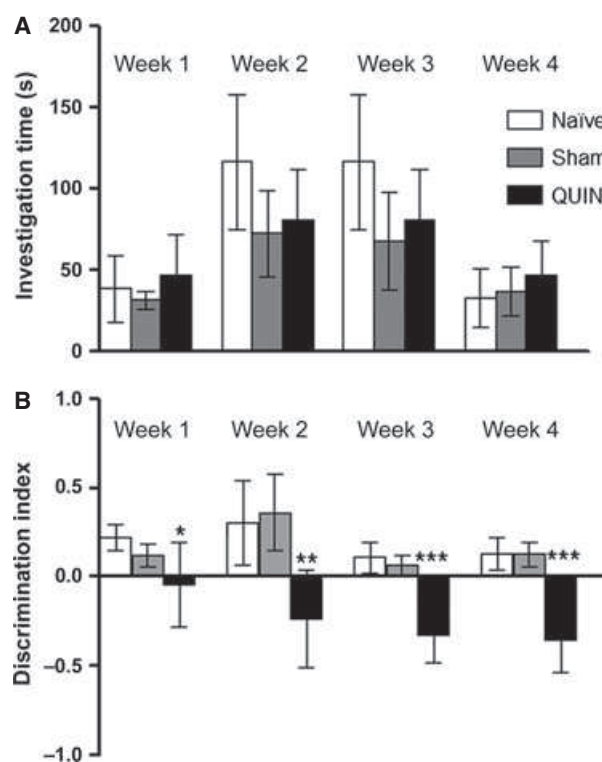 A
200
Week 1 Week 2 Week 3 Week 4
150
Naïve
Sham
QUIN
100
50
0
Investigation time (s)
B
1.0
Week 1 Week 2 Week 3 Week 4
0.5
* ** *** ***
0.0
–0.5
–1.0
Discrimination index